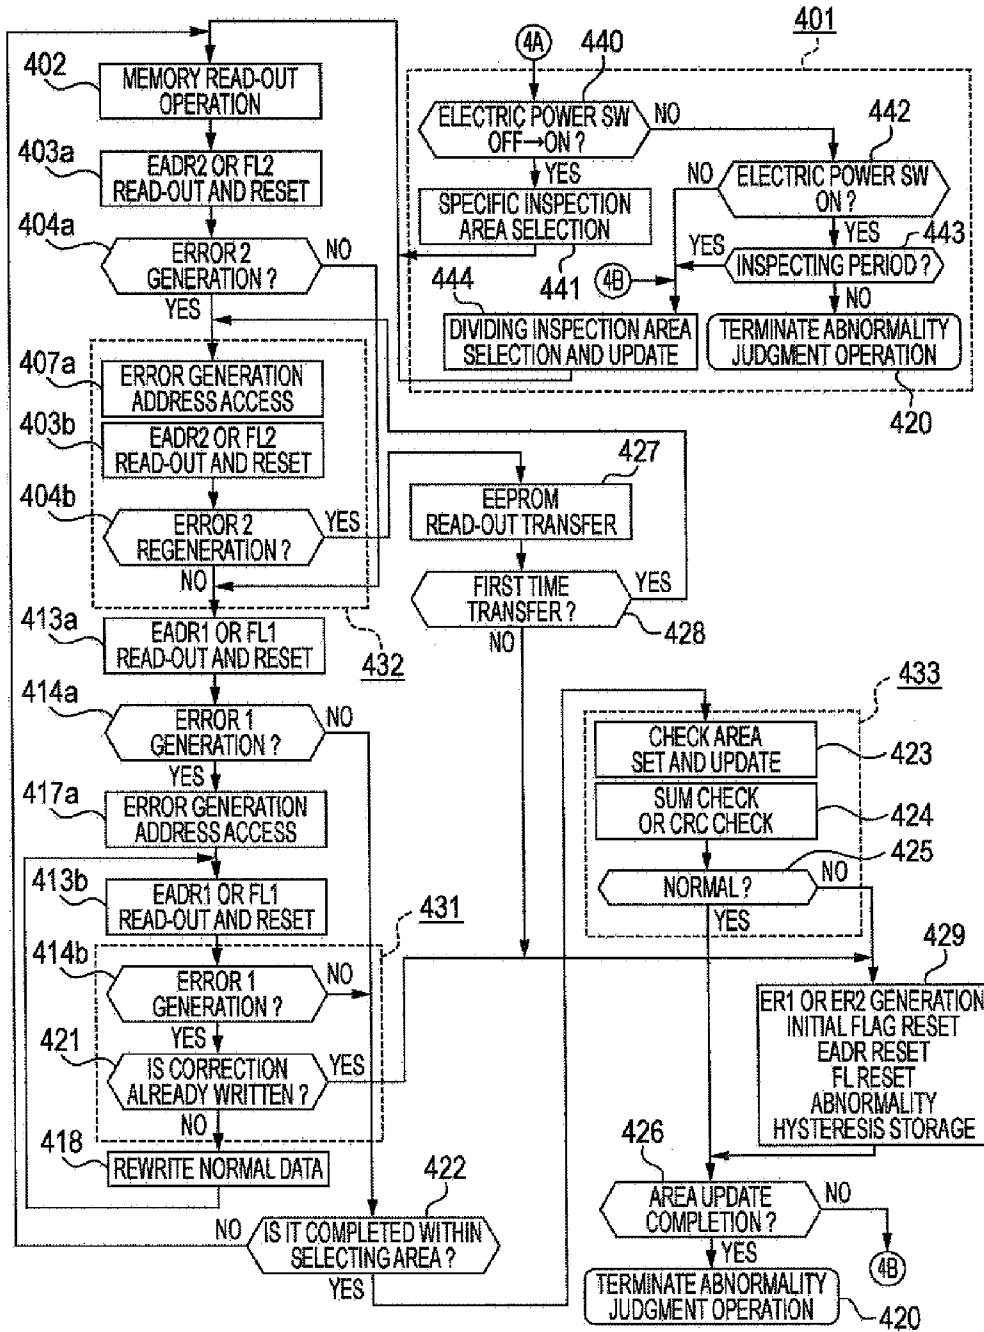 402
MEMORY READ-OUT
OPERATION
403a
EADR2 OR FL2
READ-OUT AND RESET
404a
ERROR 2
GENERATION ?
NO
YES
407a
ERROR GENERATION
ADDRESS ACCESS
403b
EADR2 OR FL2
READ-OUT AND RESET
404b
ERROR 2
REGENERATION ?
YES
NO
432
413a
EADR1 OR FL1
READ-OUT AND RESET
414a
ERROR 1
GENERATION ?
NO
YES
417a
ERROR GENERATION
ADDRESS ACCESS
413b
EADR1 OR FL1
READ-OUT AND RESET
431
414b
ERROR 1
GENERATION ?
NO
YES
421
IS CORRECTION
ALREADY WRITTEN ?
YES
NO
418
REWRITE NORMAL DATA
422
IS IT COMPLETED WITHIN
SELECTING AREA ?
NO
YES
401
4A
440
ELECTRIC POWER SW
OFF→ON ?
NO
YES
442
ELECTRIC POWER SW
ON ?
NO
YES
SPECIFIC INSPECTION
AREA SELECTION
441
443
INSPECTING PERIOD ?
YES
NO
4B
444
DIVIDING INSPECTION AREA
SELECTION AND UPDATE
TERMINATE ABNORMALITY
JUDGMENT OPERATION
420
427
EEPROM
READ-OUT TRANSFER
FIRST TIME
TRANSFER ?
YES
428
NO
433
CHECK AREA
SET AND UPDATE
423
SUM CHECK
OR CRC CHECK
424
425
NORMAL ?
NO
YES
429
ER1 OR ER2 GENERATION
INITIAL FLAG RESET
EADR RESET
FL RESET
ABNORMALITY
HYSTERESIS STORAGE
426
AREA UPDATE
COMPLETION ?
NO
YES
4B
TERMINATE ABNORMALITY
JUDGMENT OPERATION
420